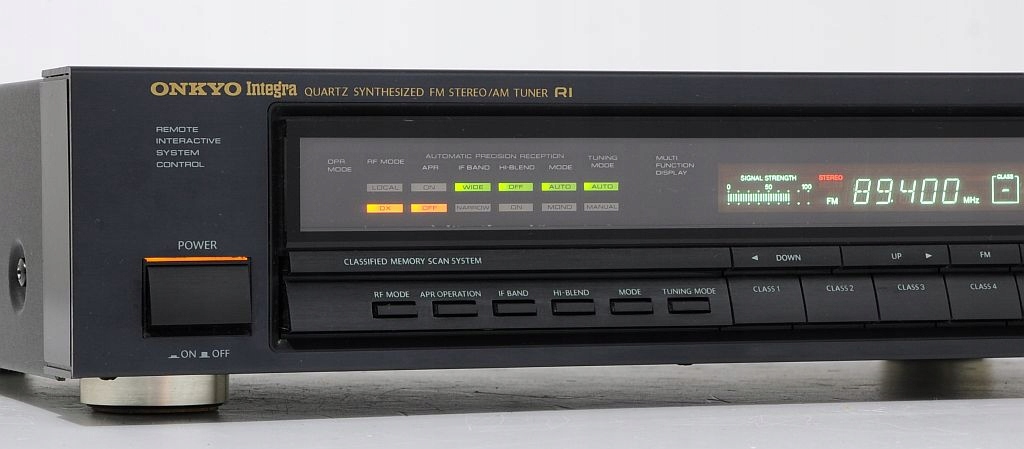 ONKYO Integra QUARTZ SYNTHESIZED FM STEREO/AM TUNER RI
REMOTE
INTERACTIVE
SYSTEM
CONTROL
OPR.
MODE
RF MODE
AUTOMATIC PRECISION RECEPTION
APR IF BAND HI-BLEND MODE
TUNING
MODE
LOCAL ON WIDE OFF AUTO AUTO
DX OFF NARROW ON MONO MANUAL
MULTI
FUNCTION
DISPLAY
SIGNAL STRENGTH
0 50 100
STEREO
FM 89.400 MHz
CLASS
-
POWER
ON OFF
CLASSIFIED MEMORY SCAN SYSTEM
◄ DOWN UP ► FM
RF MODE APR OPERATION IF BAND HI-BLEND MODE TUNING MODE
CLASS 1 CLASS 2 CLASS 3 CLASS 4